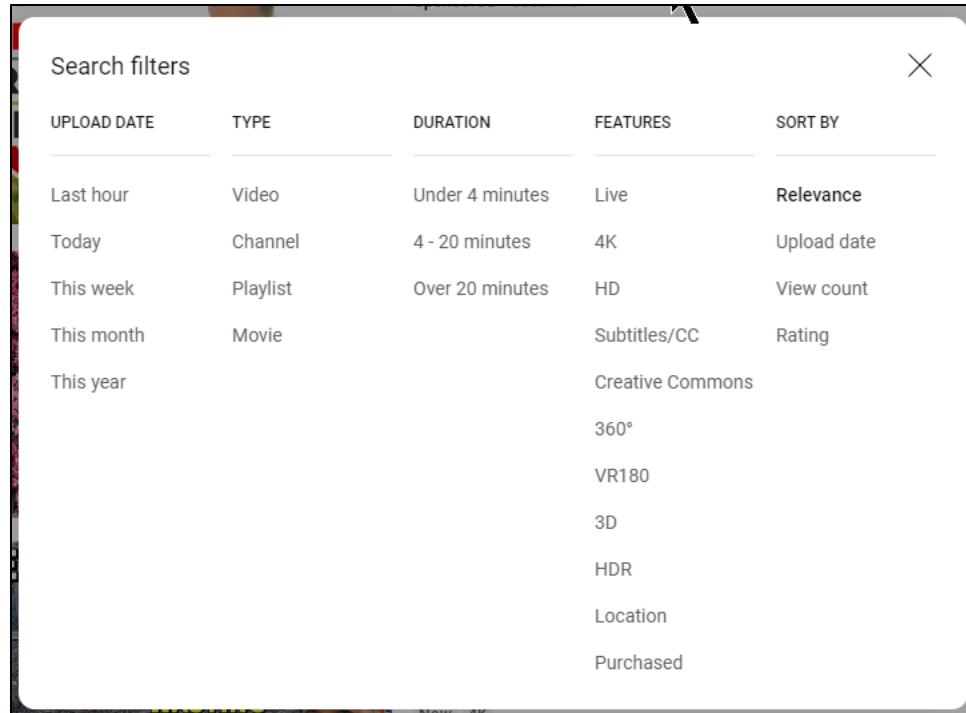 Search filters
UPLOAD DATE
Last hour
Today
This week
This month
This year
TYPE
Video
Channel
Playlist
Movie
DURATION
Under 4 minutes
4 - 20 minutes
Over 20 minutes
FEATURES
Live
4K
HD
Subtitles/CC
Creative Commons
360°
VR180
3D
HDR
Location
Purchased
SORT BY
Relevance
Upload date
View count
Rating